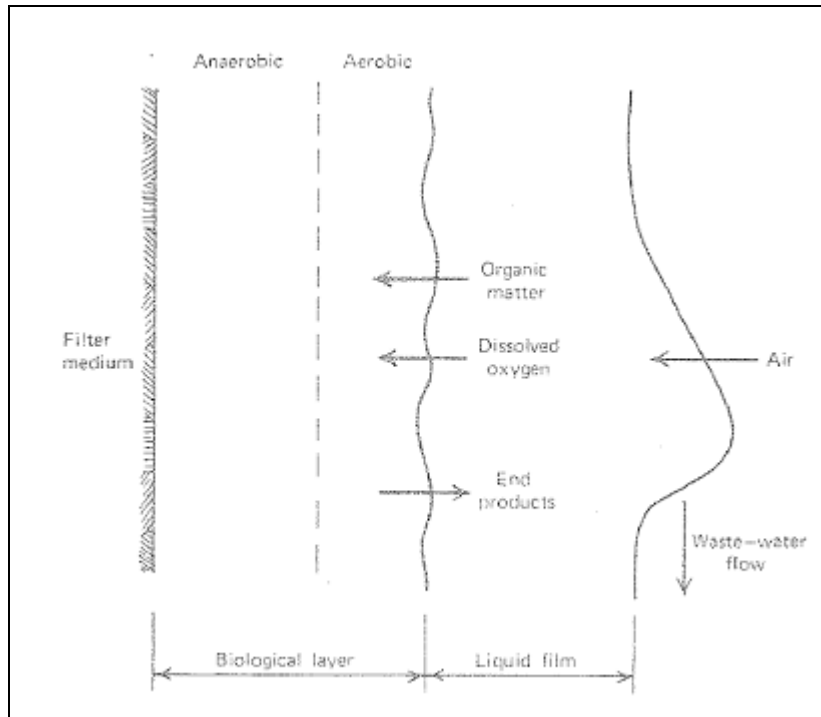 Anaerobic
Aerobic
Organic
matter
Filter
medium
Dissolved
oxygen
Air
End
products
Waste-water
flow
Biological layer
Liquid film